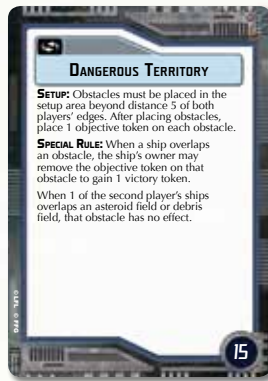 DANGEROUS TERRITORY
SETUP: Obstacles must be placed in the
setup area beyond distance 5 of both
players' edges. After placing obstacles,
place 1 objective token on each obstacle.
SPECIAL RULE: When a ship overlaps
an obstacle, the ship's owner may
remove the objective token on that
obstacle to gain 1 victory token.
When 1 of the second player's ships
overlaps an asteroid field or debris
field, that obstacle has no effect.
© LFL © FFG
15